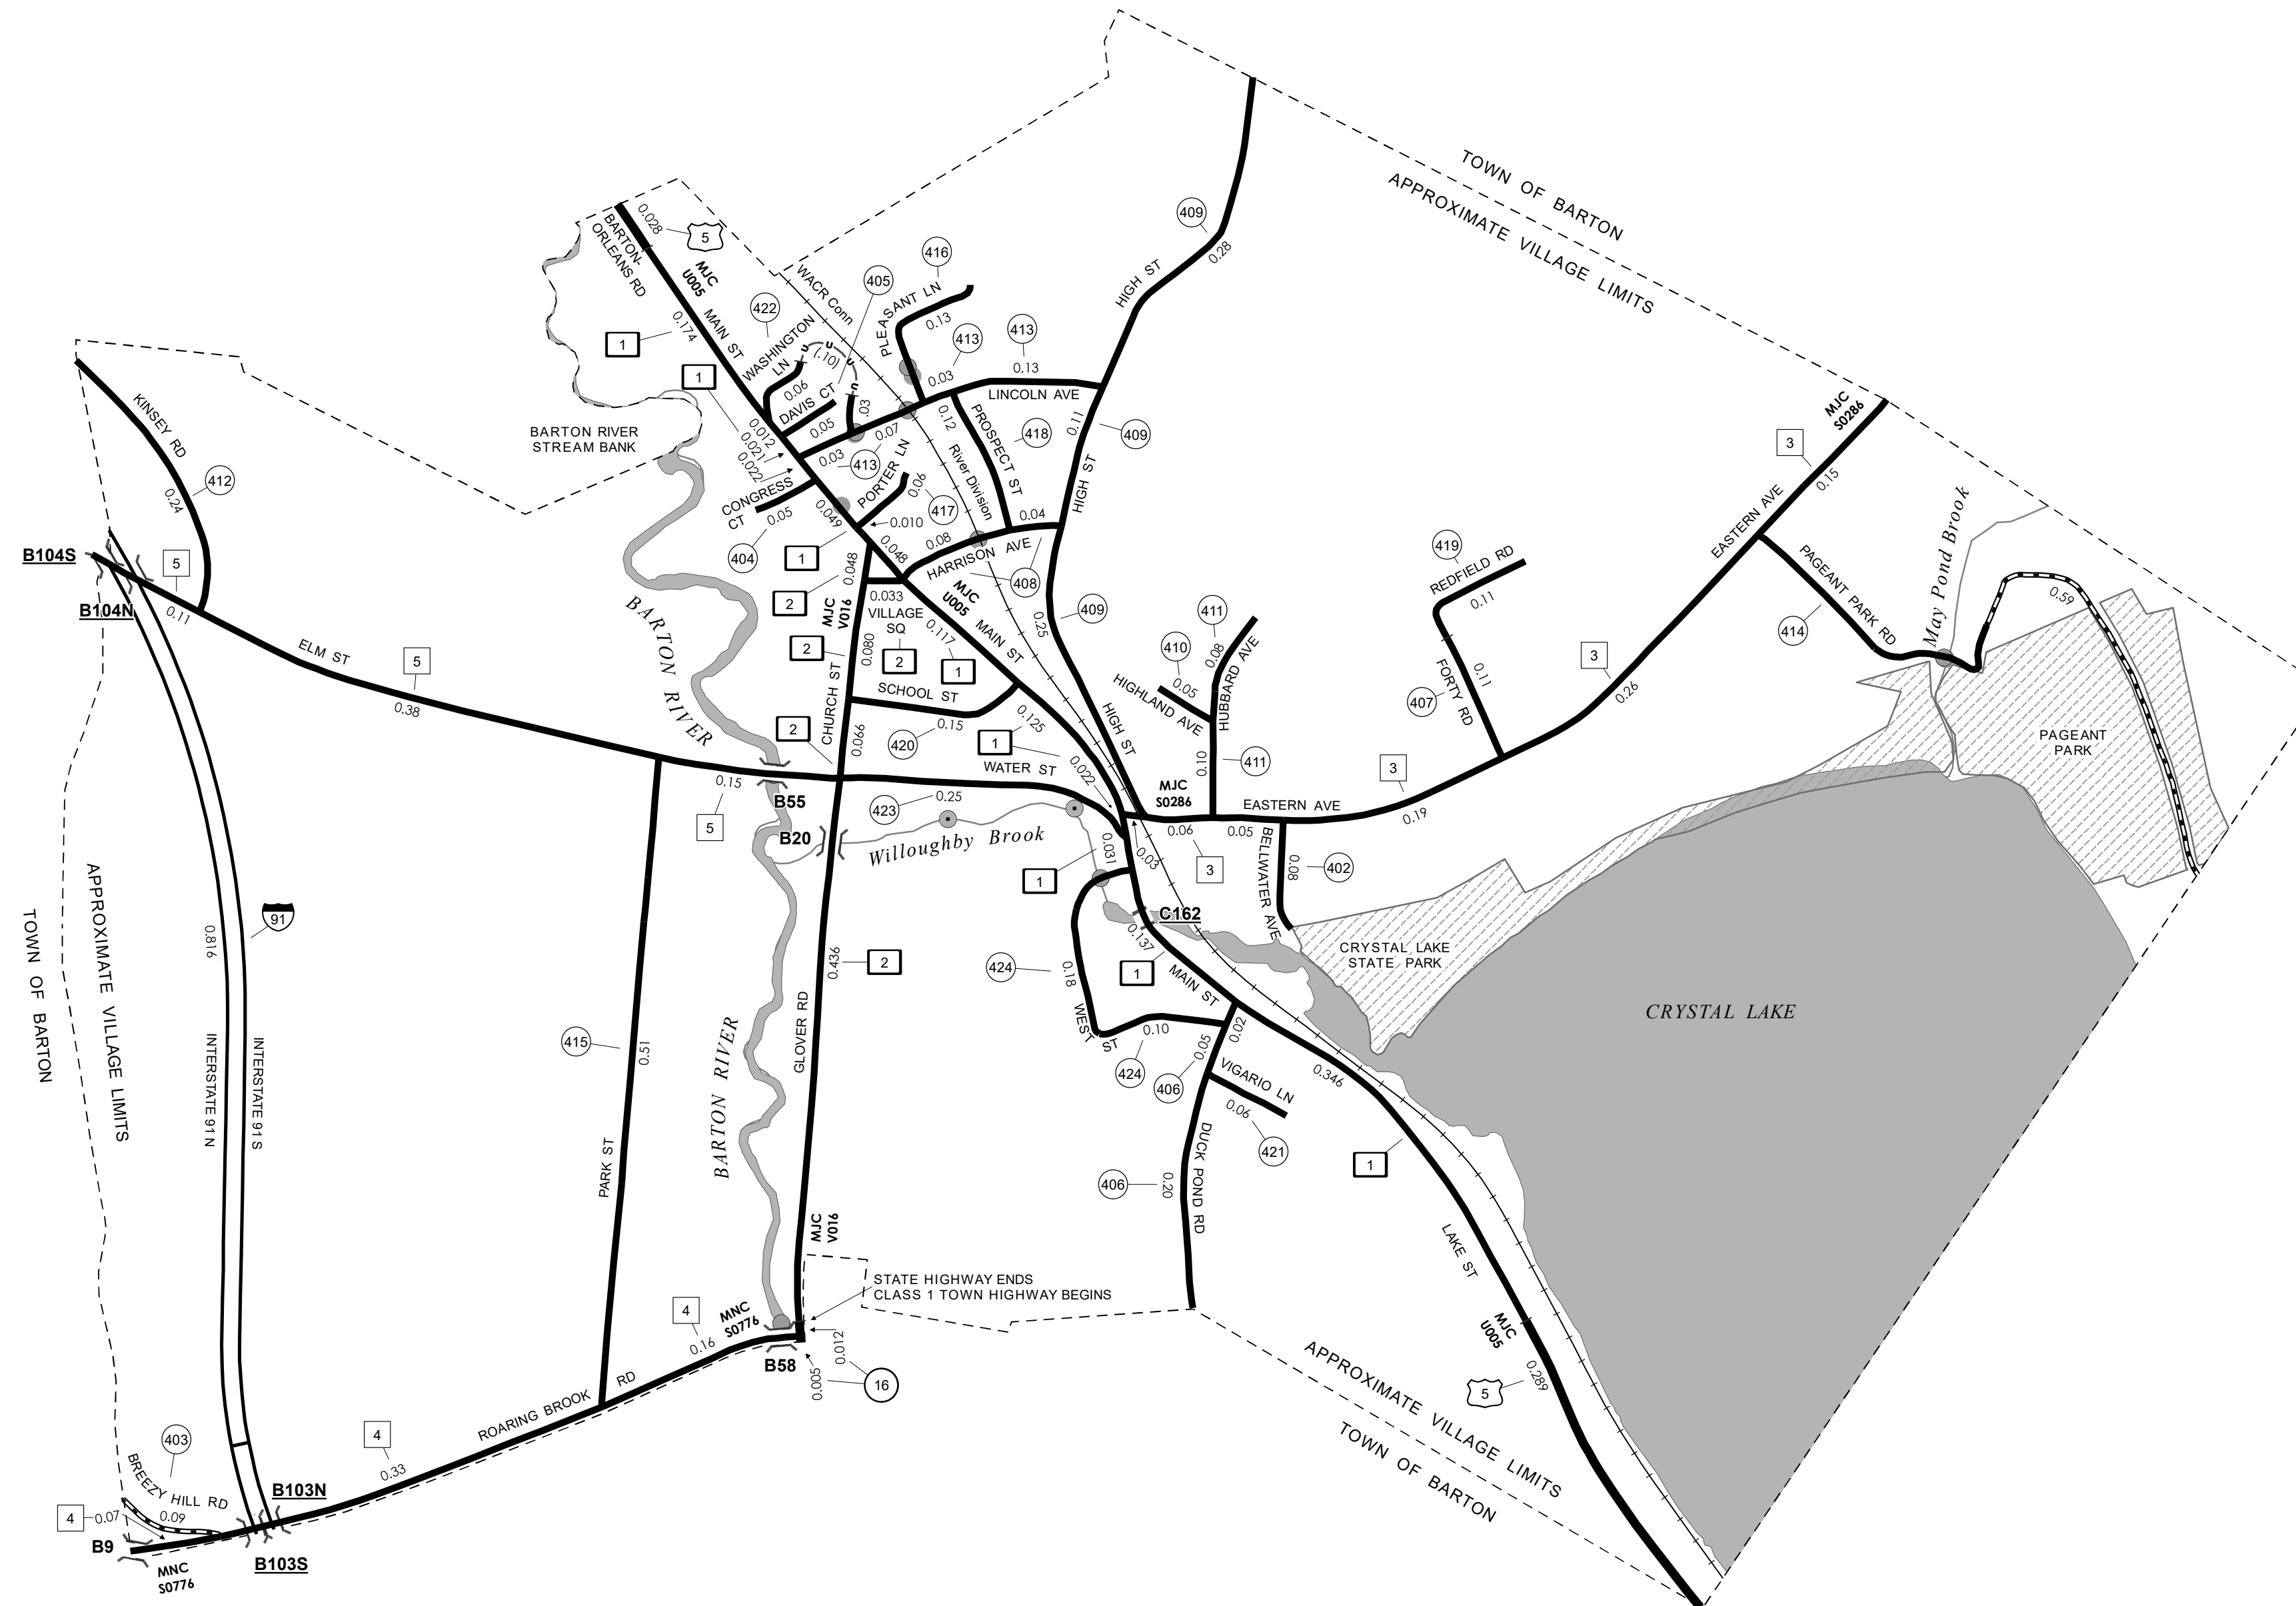 TOWN OF BARTON
APPROXIMATE VILLAGE LIMITS
409
0.28
HIGH ST
0.028
5
BARTON-
ORLEANS RD
MJC
U005
MAIN ST
0.174
1
1
422
WASHINGTON
LN
0.06
(.10)
WACR Conn
405
DAVIS CT
0.05
.03
416
PLEASANT LN
0.13
413
0.03
413
0.13
LINCOLN AVE
0.012
0.021
0.022
0.03
413
0.07
PORTER LN
0.06
417
0.010
0.12
PROSPECT ST
418
River Division
0.11
409
HIGH ST
CONGRESS
CT
0.05
404
0.049
1
0.048
0.08
HARRISON AVE
0.04
408
BARTON RIVER
STREAM BANK
KINSEY RD
412
0.24
B104S
B104N
5
0.11
ELM ST
5
0.38
BARTON RIVER
2
0.048
MJC
V016
0.033
VILLAGE
SQ
2
2
0.080
CHURCH ST
MJC
U005
0.117
1
MAIN ST
SCHOOL ST
0.15
420
2
0.066
0.125
1
0.022
WATER ST
0.25
423
409
0.25
HIGH ST
410
0.05
HIGHLAND AVE
411
0.08
HUBBARD AVE
0.10
411
MJC
S0286
EASTERN AVE
0.06
0.05
3
0.03
0.19
3
0.26
3
419
REDFIELD RD
0.11
FORTY RD
0.11
407
EASTERN AVE
3
0.15
MJC
S0286
PAGEANT PARK RD
414
May Pond Brook
0.59
PAGEANT
PARK
0.15
5
B55
B20
Willoughby Brook
0.031
1
BELLWATER AVE
0.08
402
C162
0.137
1
MAIN ST
424
0.18
WEST ST
0.10
424
0.02
0.05
406
VIGARIO LN
0.06
421
DUCK POND RD
0.20
406
0.346
1
LAKE ST
CRYSTAL LAKE
STATE PARK
CRYSTAL LAKE
TOWN OF BARTON
APPROXIMATE VILLAGE LIMITS
0.816
91
INTERSTATE 91 N
INTERSTATE 91 S
415
0.51
PARK ST
BARTON RIVER
0.436
2
GLOVER RD
MJC
V016
STATE HIGHWAY ENDS
CLASS 1 TOWN HIGHWAY BEGINS
4
0.16
MNC
S0776
B58
0.012
0.005
16
ROARING BROOK RD
4
0.33
403
BREEZY HILL RD
0.09
4
0.07
B9
MNC
S0776
B103N
B103S
MJC
U005
0.289
5
APPROXIMATE VILLAGE LIMITS
TOWN OF BARTON